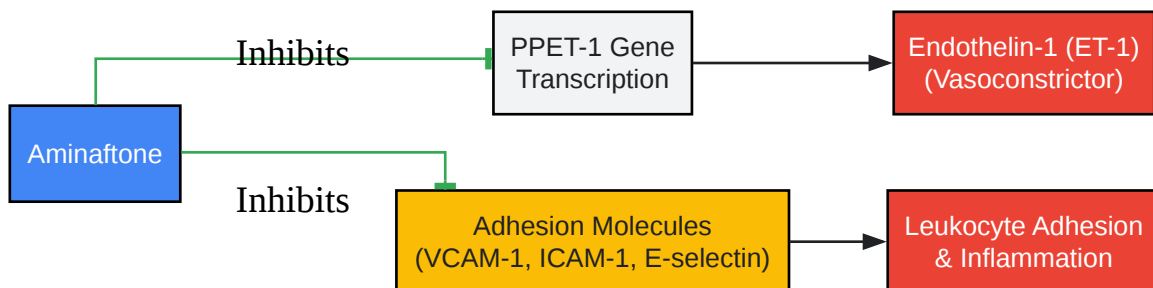 Inhibits
PPET-1 Gene
Transcription
Endothelin-1 (ET-1)
(Vasoconstrictor)
Aminaftone
Inhibits
Adhesion Molecules
(VCAM-1, ICAM-1, E-selectin)
Leukocyte Adhesion
& Inflammation